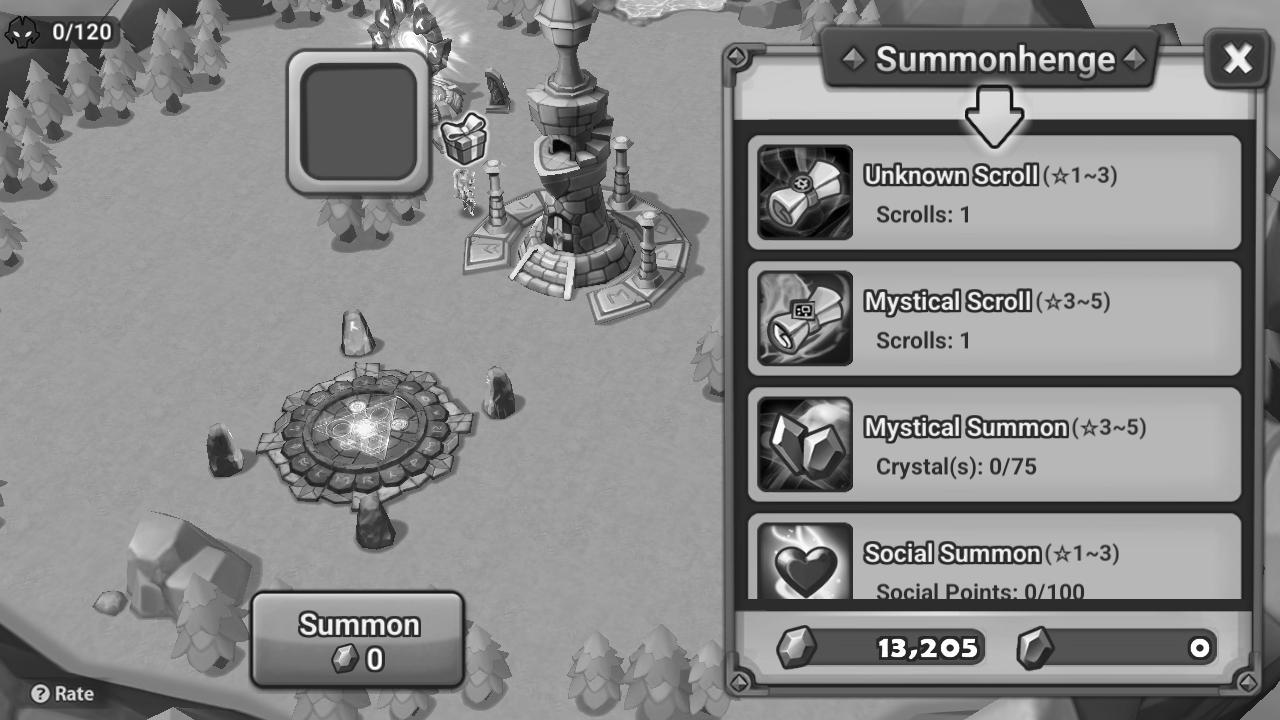 0/120
Summonhenge
Unknown Scroll (☆1~3)
Scrolls: 1
Mystical Scroll (☆3~5)
Scrolls: 1
Mystical Summon (☆3~5)
Crystal(s): 0/75
Social Summon (☆1~3)
Social Points: 0/100
Summon
0
13,205
0
? Rate